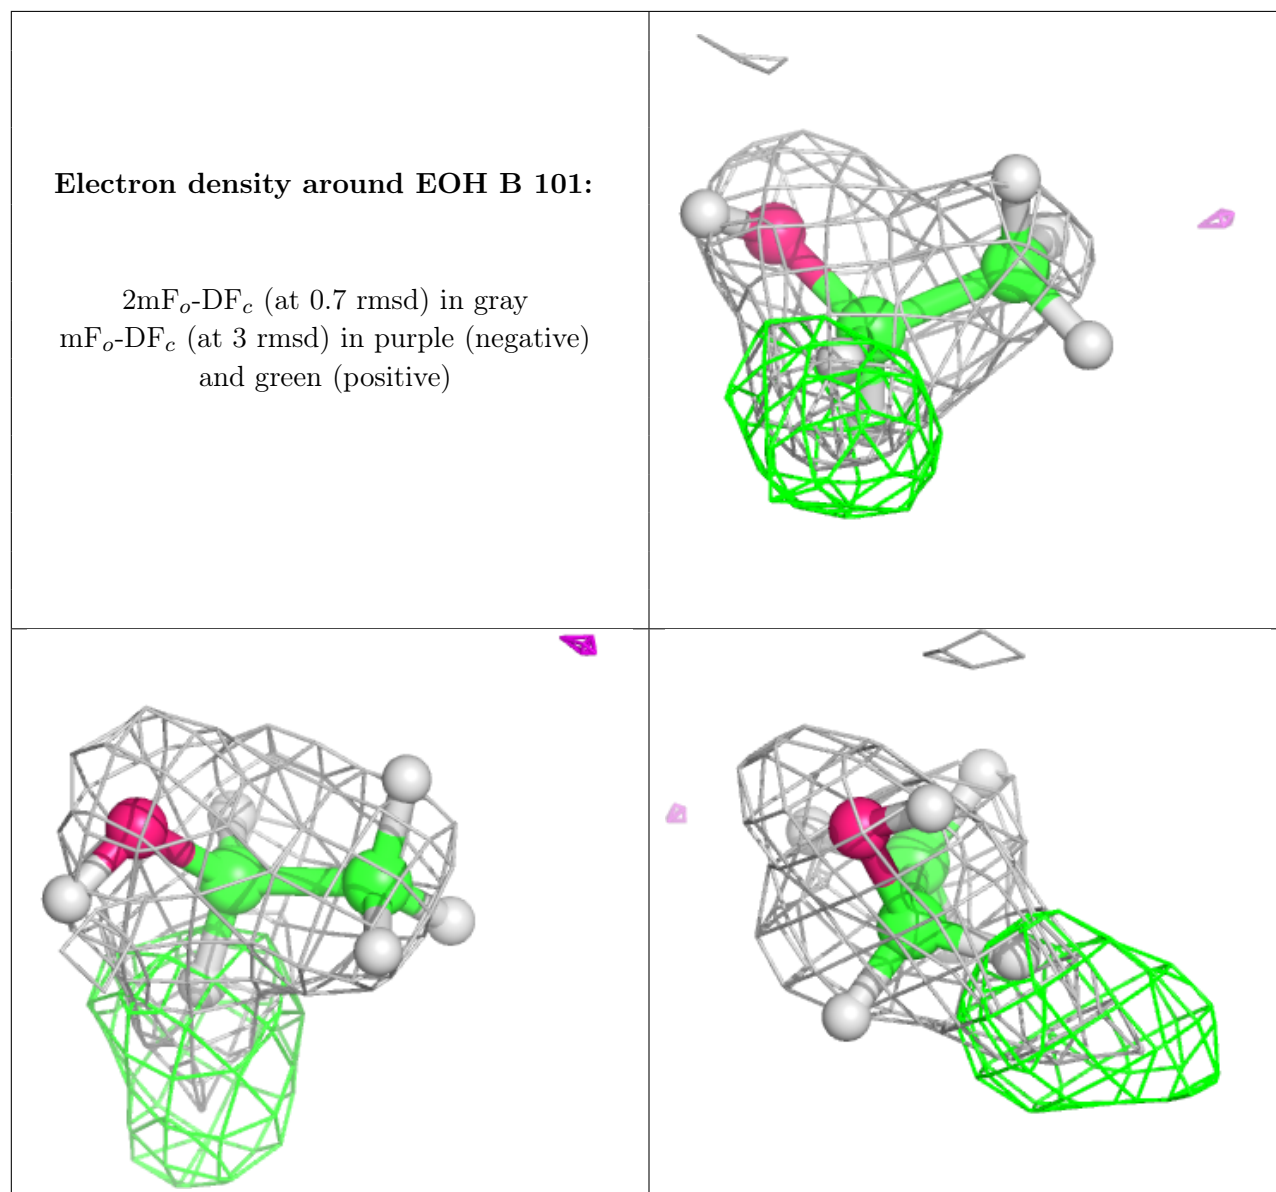 Electron density around EOH B 101:
2mFₒ-DF𝒸 (at 0.7 rmsd) in gray
mFₒ-DF𝒸 (at 3 rmsd) in purple (negative)
and green (positive)